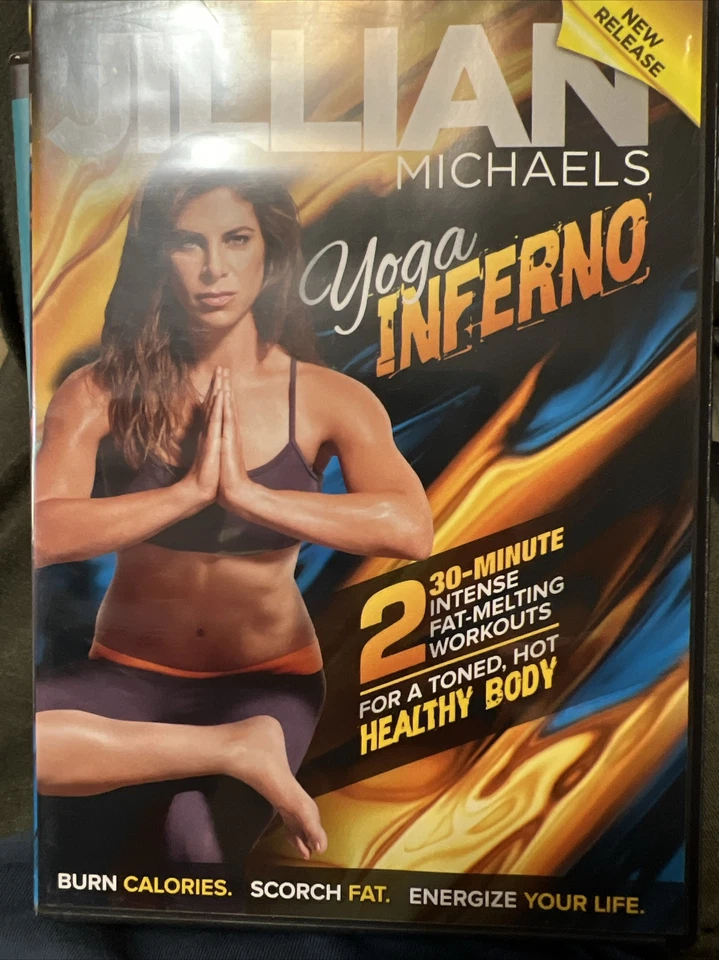 NEW
RELEASE
JILLIAN
MICHAELS
Yoga
INFERNO
2 30-MINUTE
INTENSE
FAT-MELTING
WORKOUTS
FOR A TONED, HOT
HEALTHY BODY
BURN CALORIES. SCORCH FAT. ENERGIZE YOUR LIFE.